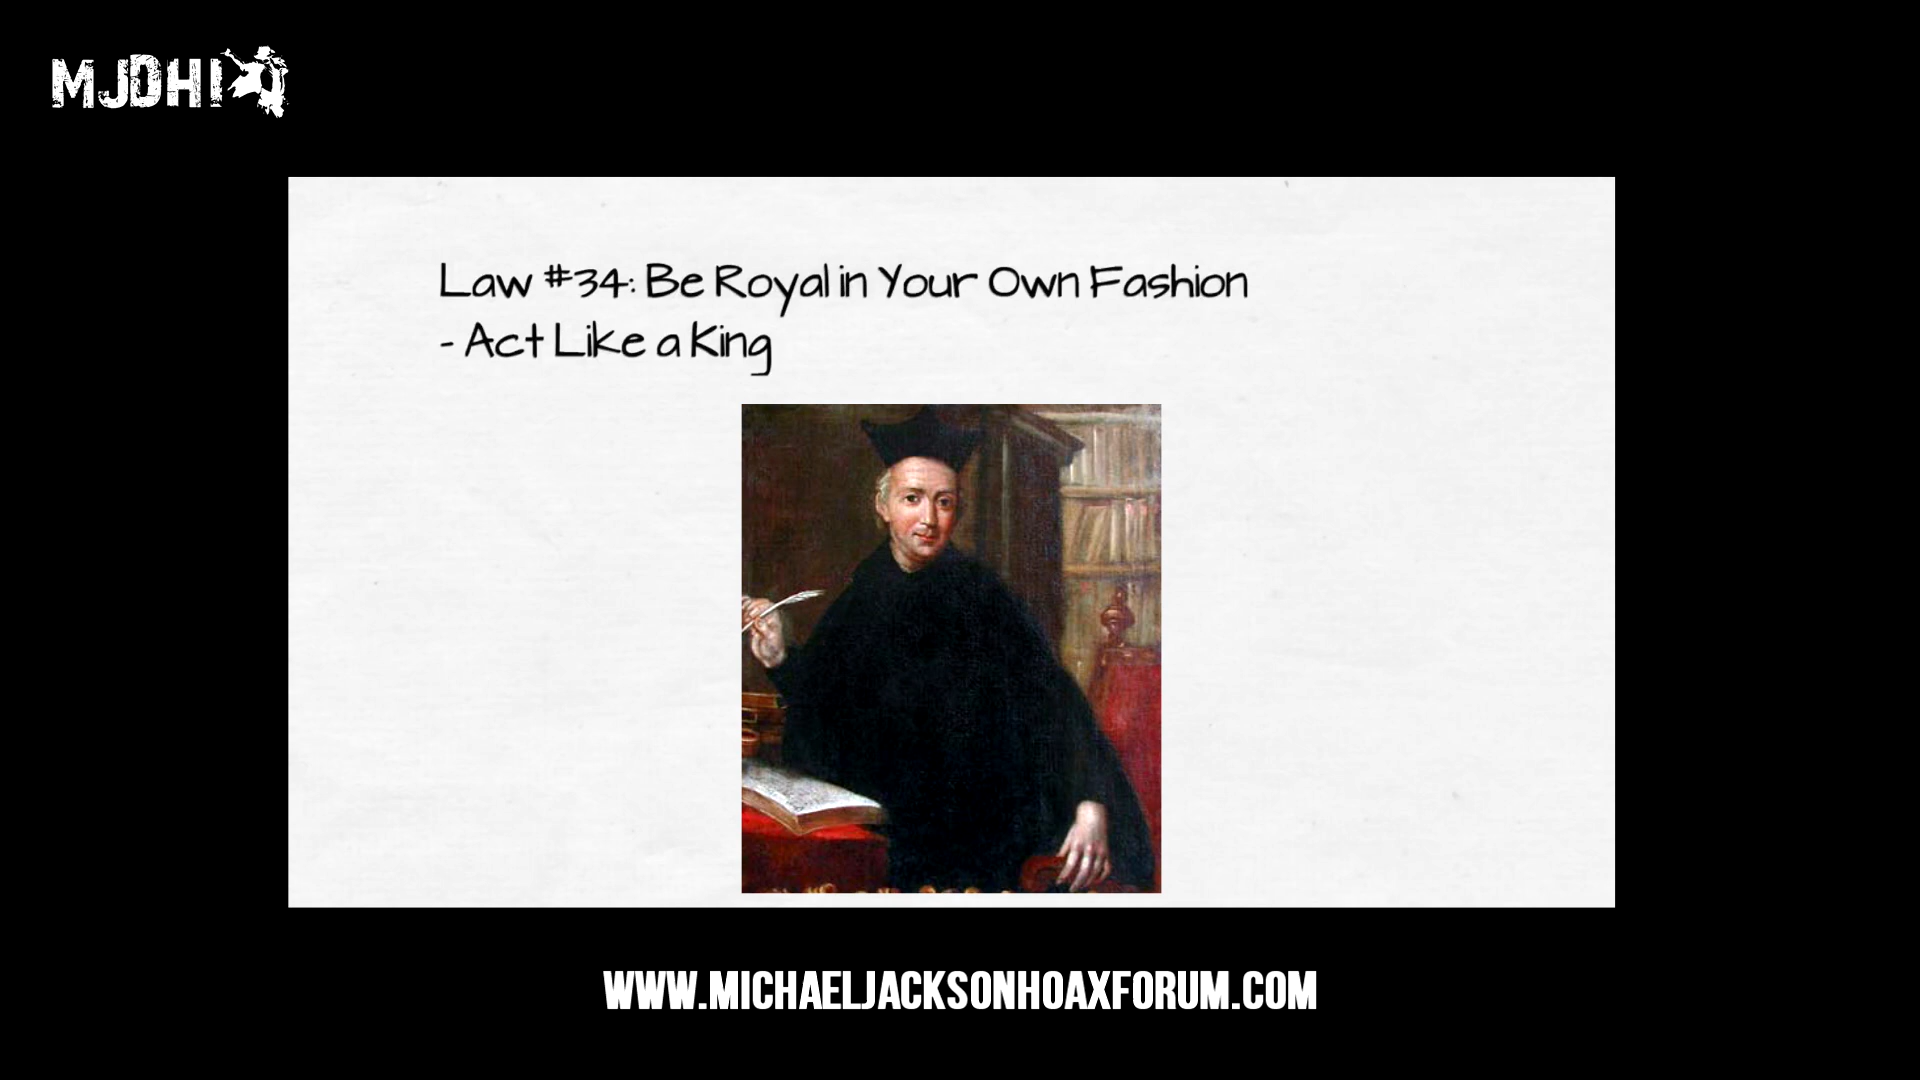 MJDHI
Law #34: Be Royal in Your Own Fashion
- Act Like a King
WWW.MICHAELJACKSONHOAXFORUM.COM